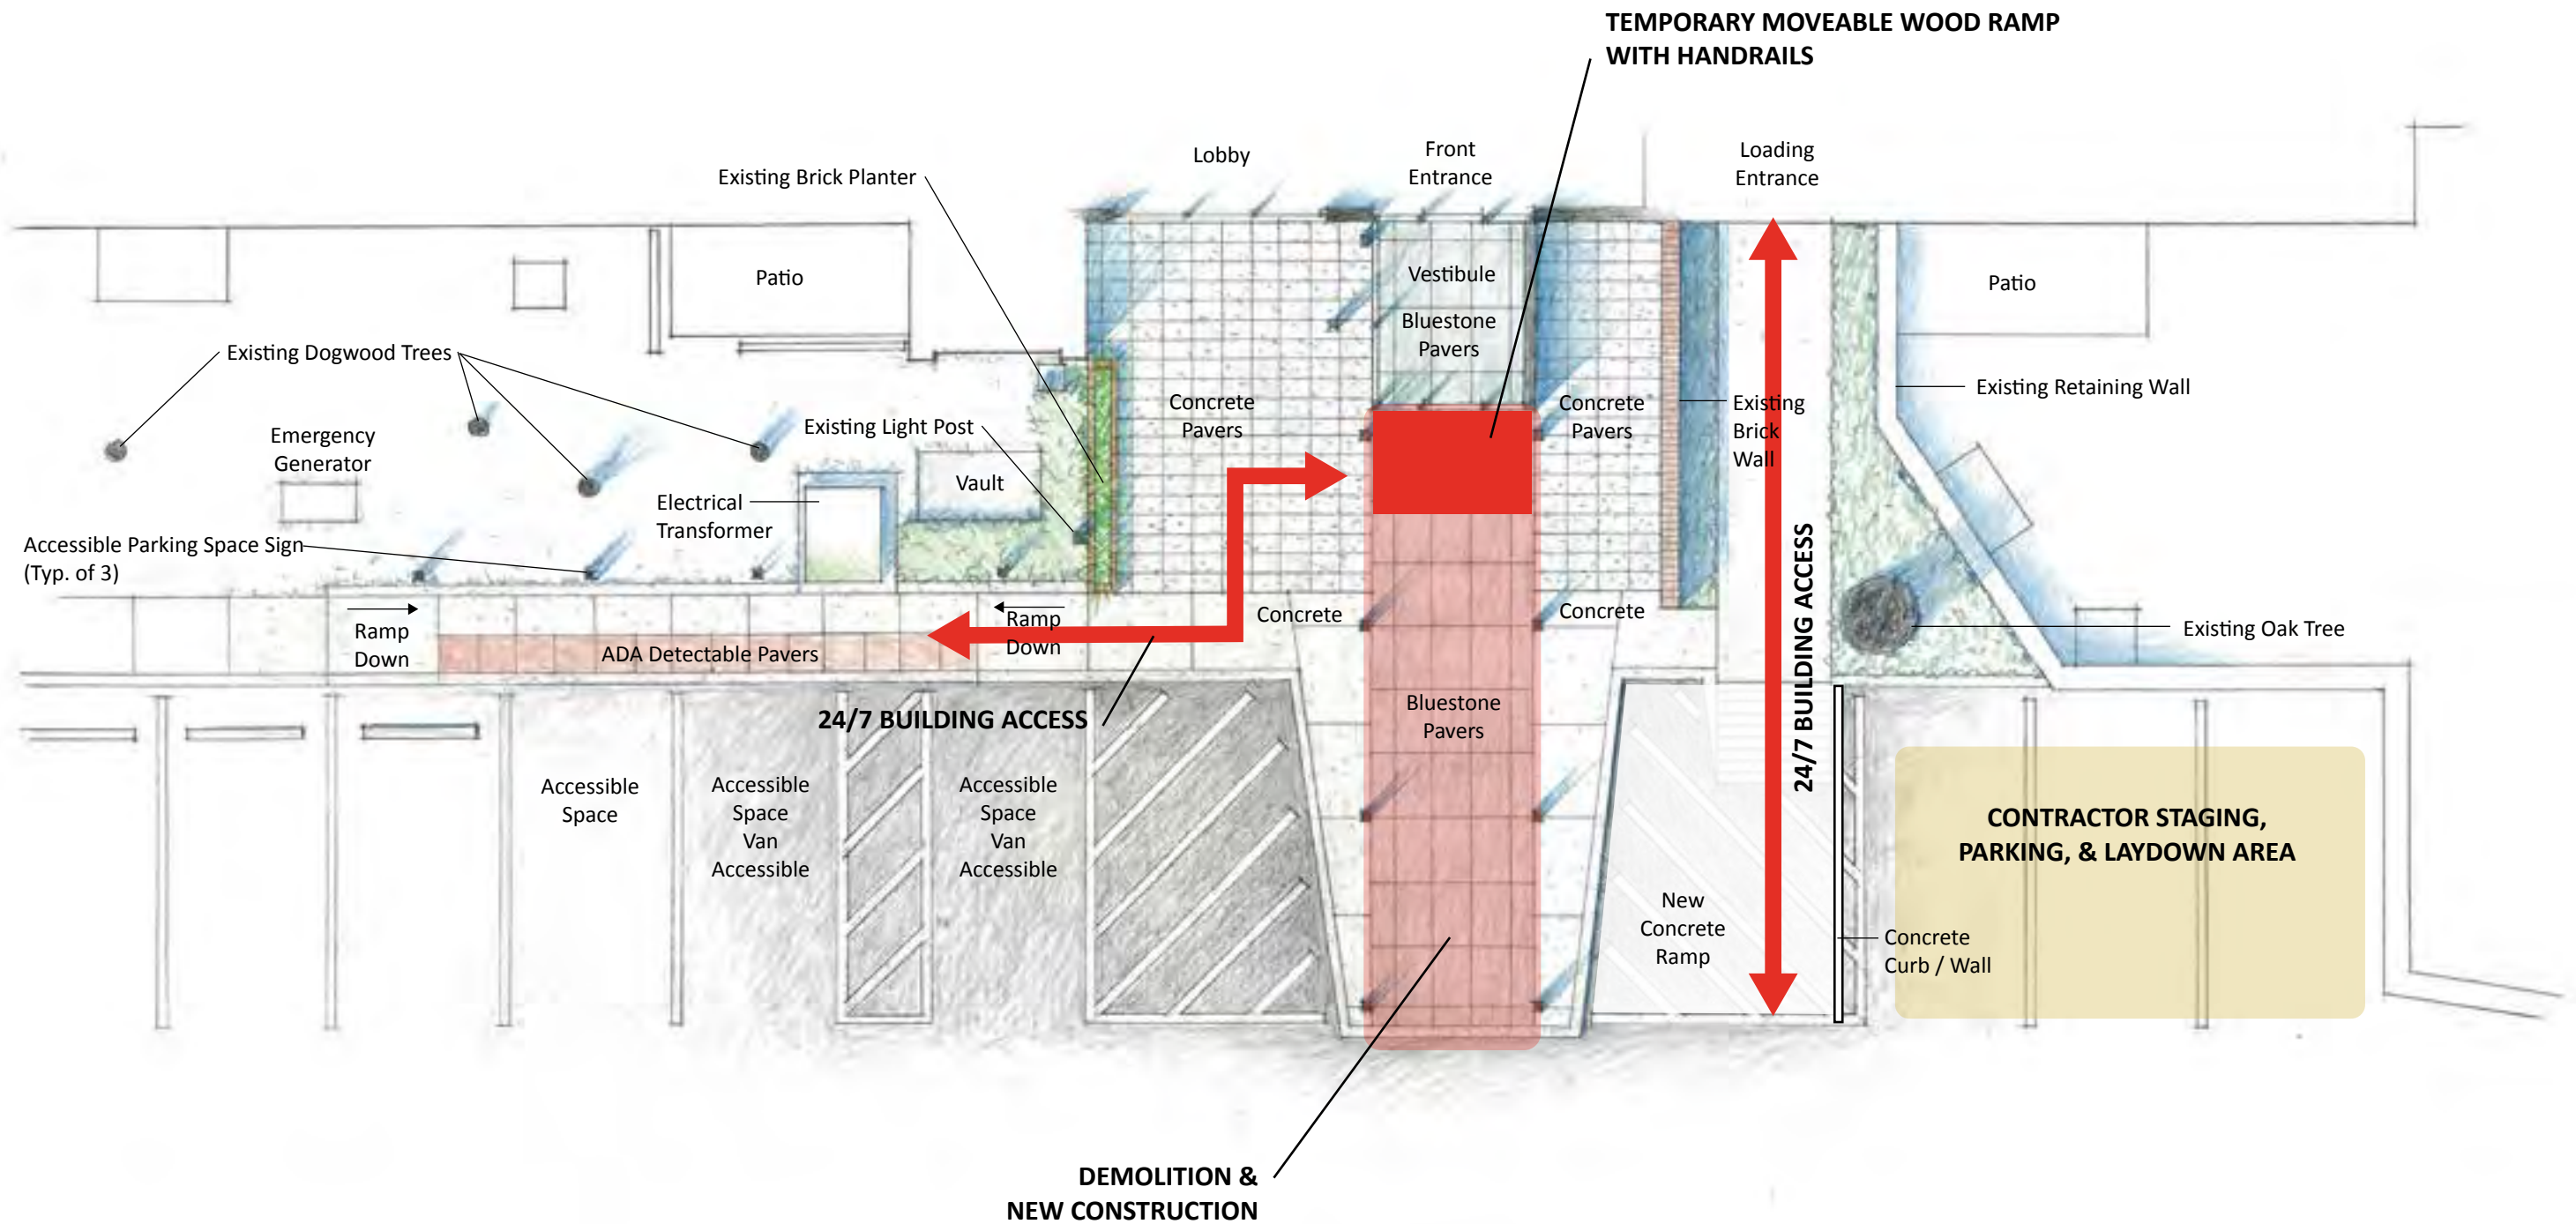 TEMPORARY MOVEABLE WOOD RAMP
WITH HANDRAILS
Lobby
Front
Entrance
Loading
Entrance
Existing Brick Planter
Patio
Vestibule
Bluestone
Pavers
Patio
Existing Dogwood Trees
Existing Retaining Wall
Concrete
Pavers
Concrete
Pavers
Existing
Brick
Wall
Existing Light Post
Emergency
Generator
Vault
Electrical
Transformer
Accessible Parking Space Sign
(Typ. of 3)
24/7 BUILDING ACCESS
Ramp
Down
Ramp
Down
Concrete
Concrete
Existing Oak Tree
ADA Detectable Pavers
24/7 BUILDING ACCESS
Bluestone
Pavers
Accessible
Space
Accessible
Space
Van
Accessible
Accessible
Space
Van
Accessible
CONTRACTOR STAGING,
PARKING, & LAYDOWN AREA
New
Concrete
Ramp
Concrete
Curb / Wall
DEMOLITION &
NEW CONSTRUCTION